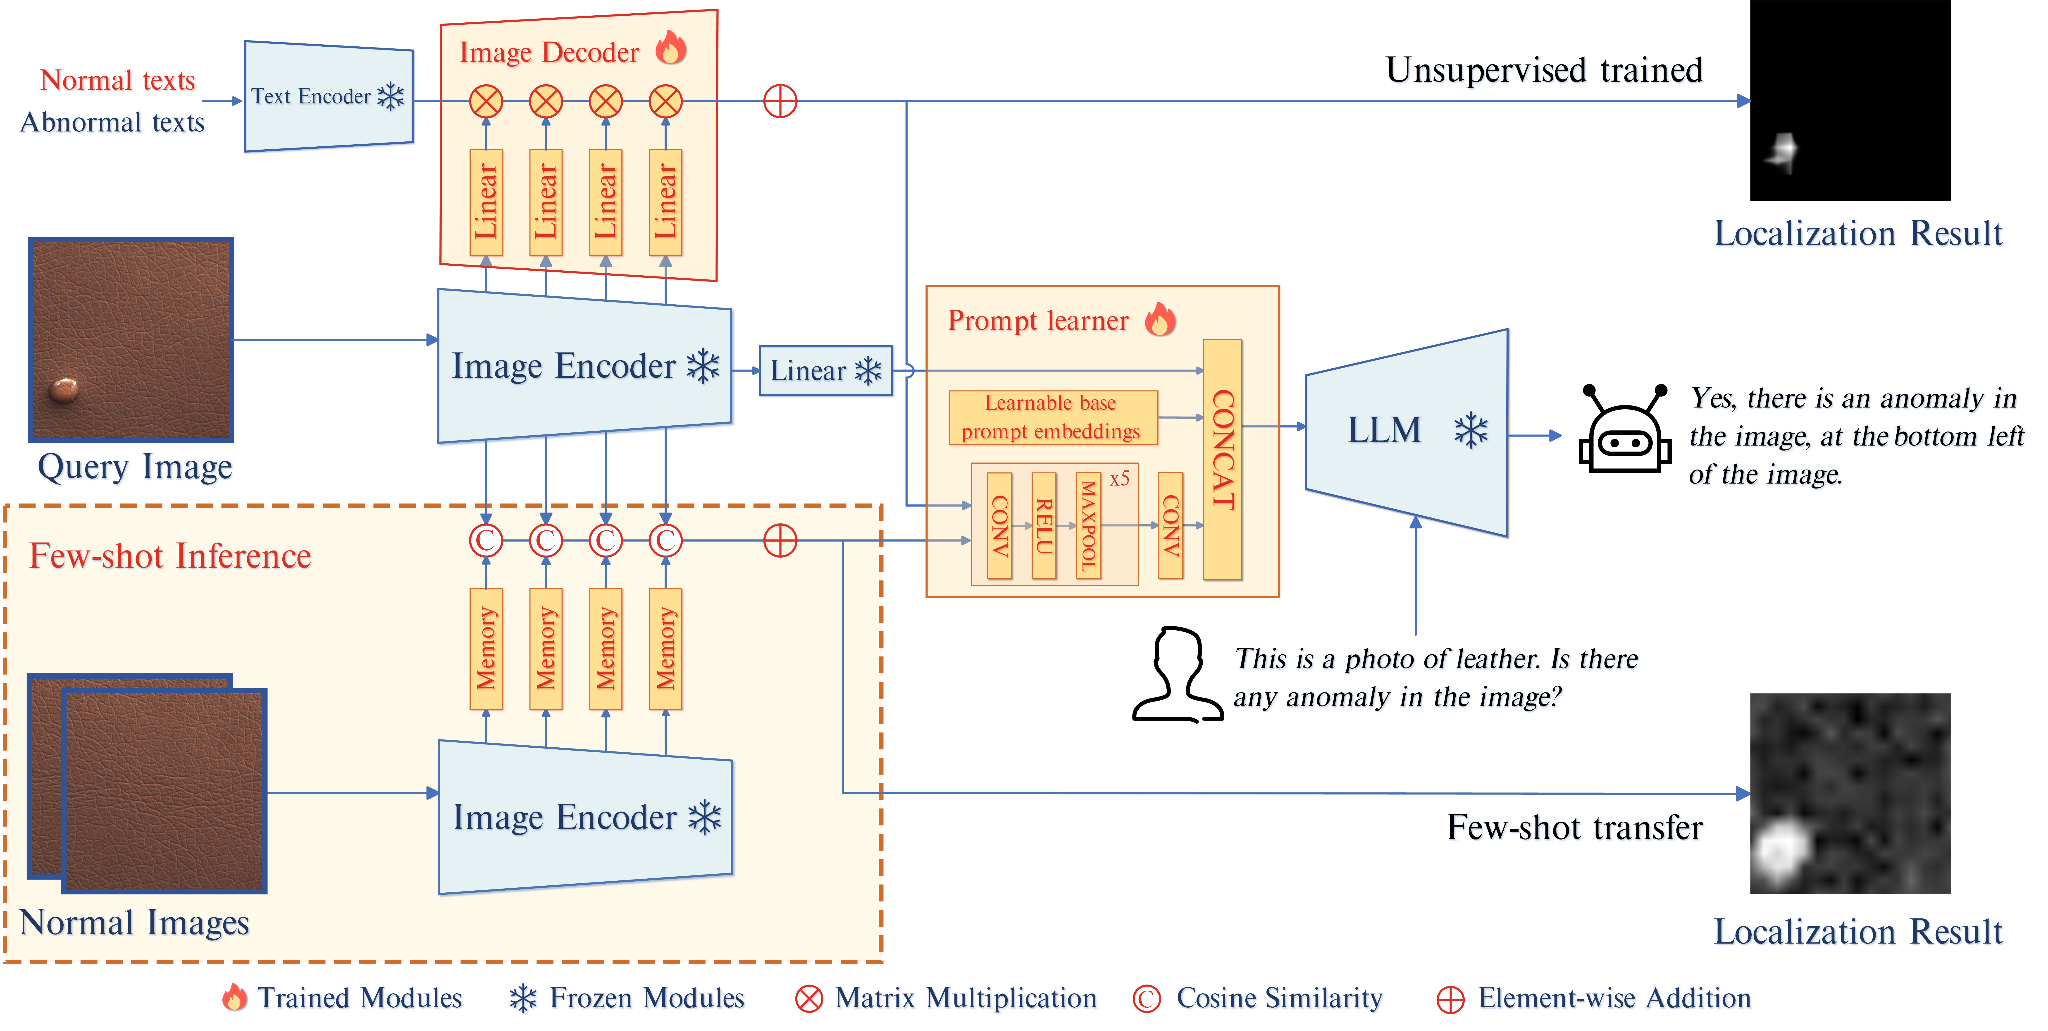 Normal texts
Abnormal texts
Text Encoder
Image Decoder
Linear
Linear
Linear
Linear
Unsupervised trained
Localization Result
Query Image
Image Encoder
Linear
Prompt learner
Learnable base
prompt embeddings
CONV
RELU
MAXPOOL
x5
CONV
CONCAT
LLM
Yes, there is an anomaly in
the image, at the bottom left
of the image.
Few-shot Inference
C
C
C
C
Memory
Memory
Memory
Memory
Normal Images
Image Encoder
This is a photo of leather. Is there
any anomaly in the image?
Few-shot transfer
Localization Result
Trained Modules
Frozen Modules
Matrix Multiplication
C
Cosine Similarity
Element-wise Addition